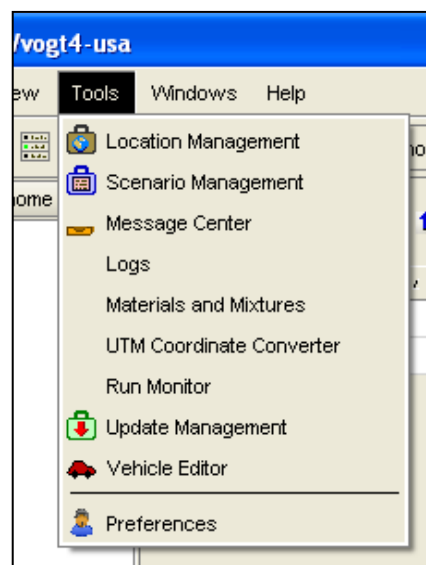 /vogt4-usa
ew Tools Windows Help
Location Management
Scenario Management
ome
Message Center
Logs
Materials and Mixtures
UTM Coordinate Converter
Run Monitor
Update Management
Vehicle Editor
Preferences